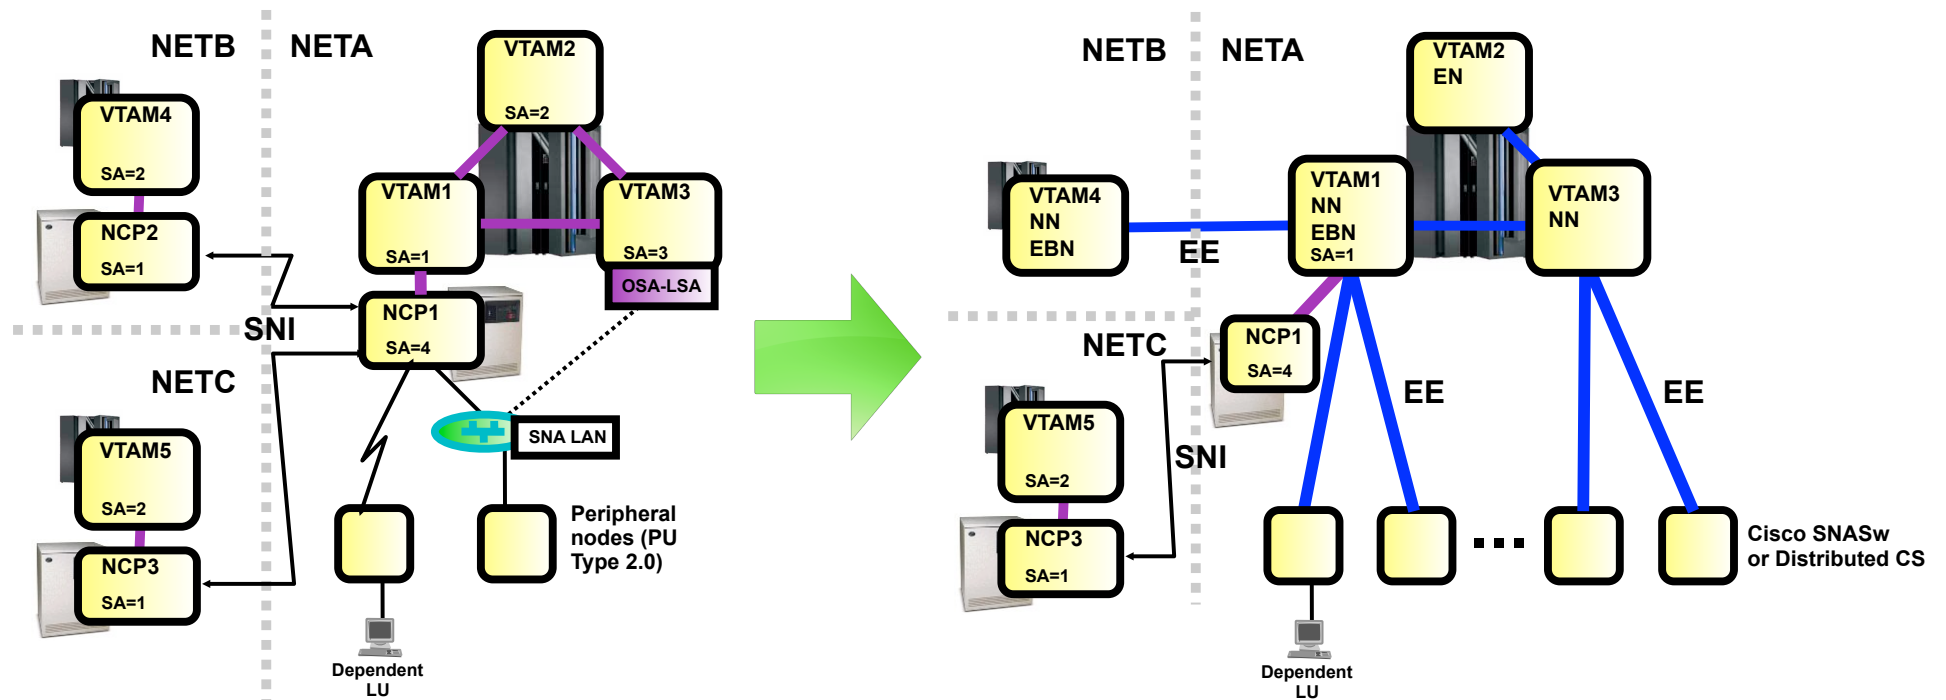 NETB
NETA
VTAM2
SA=2
VTAM4
SA=2
VTAM1
SA=1
VTAM3
SA=3
OSA-LSA
NCP2
SA=1
NCP1
SA=4
SNI
NETC
SNA LAN
VTAM5
SA=2
NCP3
SA=1
Peripheral
nodes (PU
Type 2.0)
Dependent
LU
NETB
NETA
VTAM2
EN
VTAM4
NN
EBN
EE
VTAM1
NN
EBN
SA=1
VTAM3
NN
NETC
NCP1
SA=4
EE
EE
VTAM5
SA=2
SNI
NCP3
SA=1
Cisco SNASw
or Distributed CS
Dependent
LU